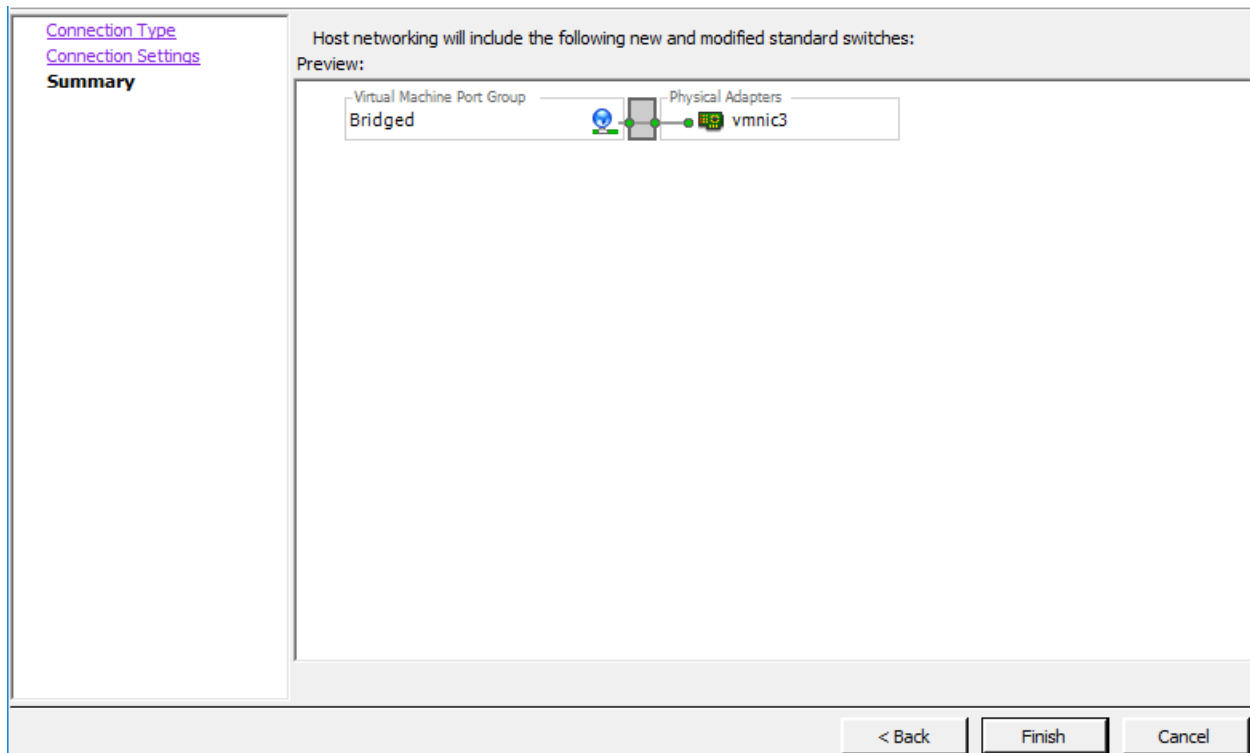 Connection Type
Connection Settings
Summary
Host networking will include the following new and modified standard switches:
Preview:
Virtual Machine Port Group
Physical Adapters
Bridged
vmnic3
< Back
Finish
Cancel